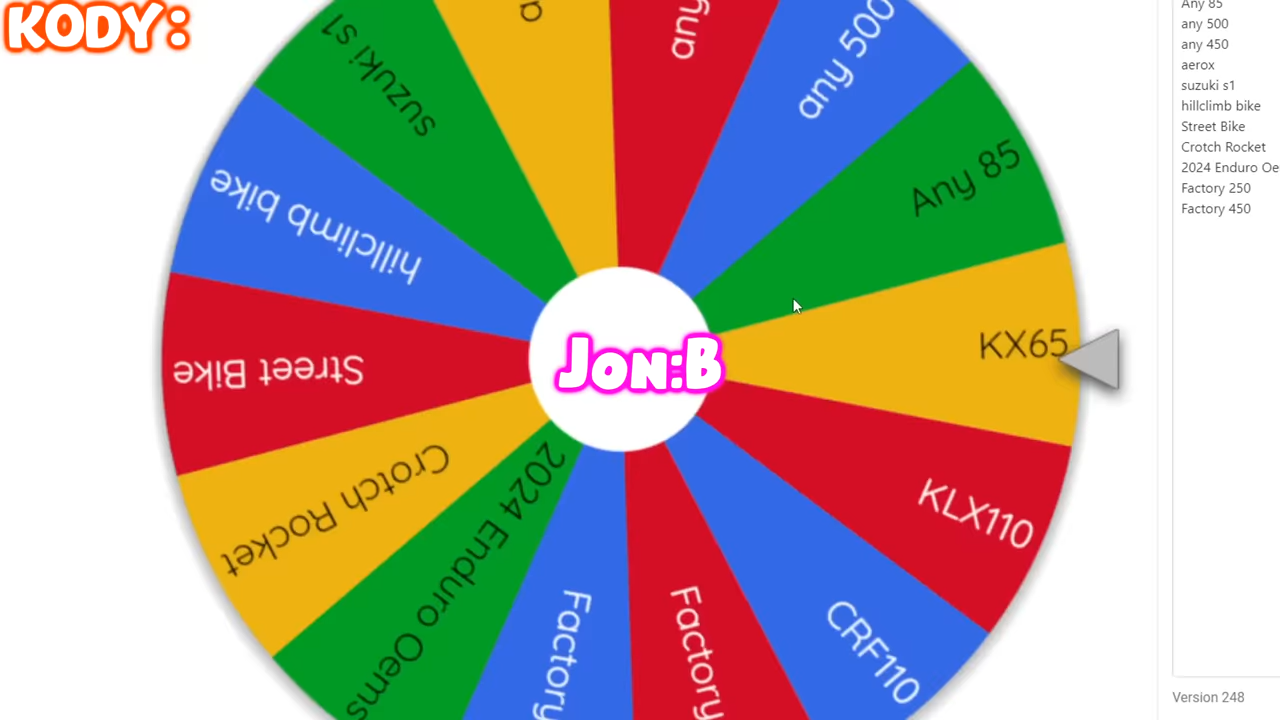 KODY:
any
any 500
Any 85
KX65
KLX110
CRF110
Factory
Factory
2024 Enduro Oems
Crotch Rocket
Street Bike
hillclimb bike
suzuki s1
a
Jon:B
Any 85
any 500
any 450
aerox
suzuki s1
hillclimb bike
Street Bike
Crotch Rocket
2024 Enduro Oe
Factory 250
Factory 450
Version 248